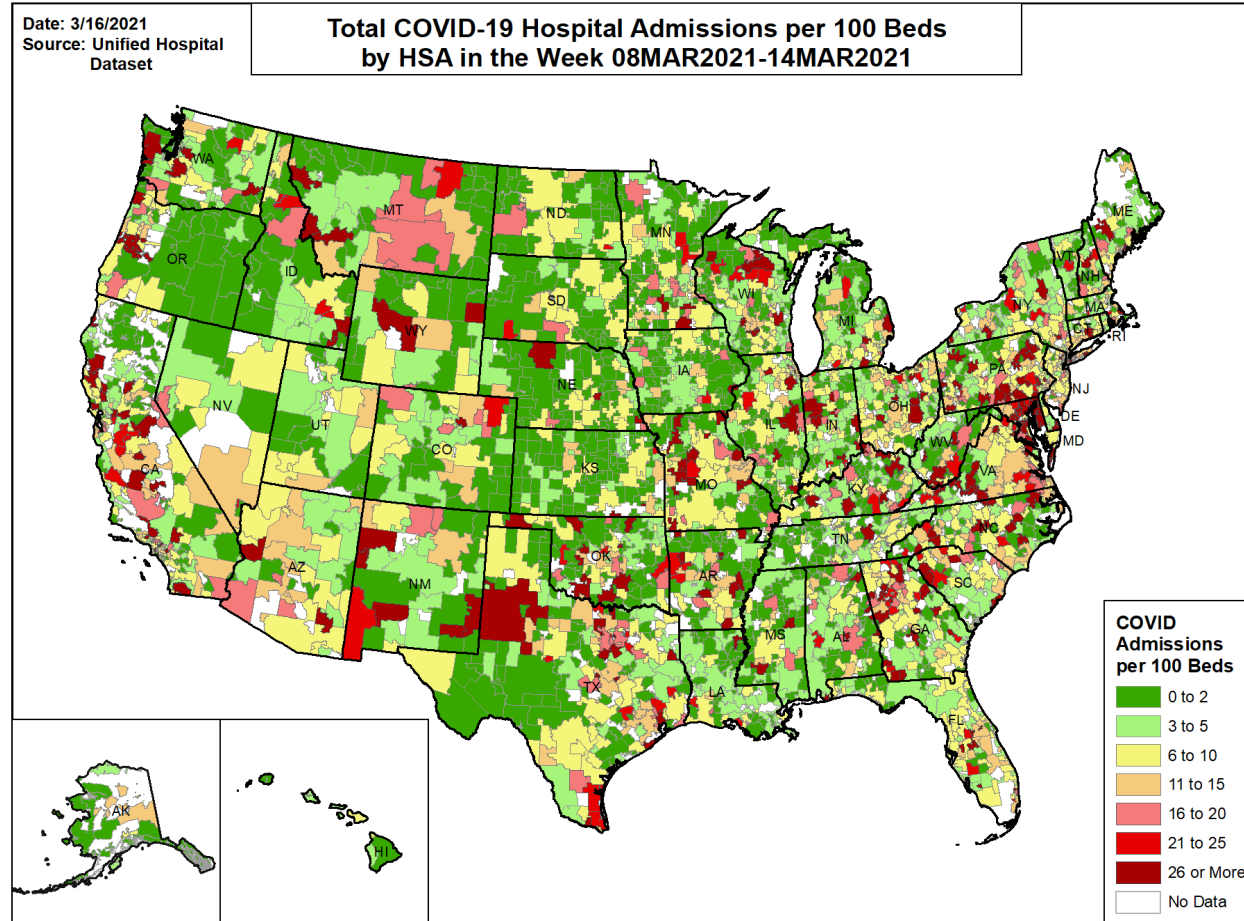 Date: 3/16/2021
Source: Unified Hospital
Dataset
Total COVID-19 Hospital Admissions per 100 Beds
by HSA in the Week 08MAR2021-14MAR2021
WA
MT
ND
MN
ME
OR
ID
SD
WI
MI
VT
NH
NY
MA
CT
RI
WY
NE
IA
PA
NJ
NV
UT
CO
KS
IL
IN
OH
DE
MD
WV
VA
CA
MO
KY
AZ
NM
OK
AR
TN
NC
SC
MS
AL
GA
TX
LA
FL
AK
HI
COVID
Admissions
per 100 Beds
0 to 2
3 to 5
6 to 10
11 to 15
16 to 20
21 to 25
26 or More
No Data